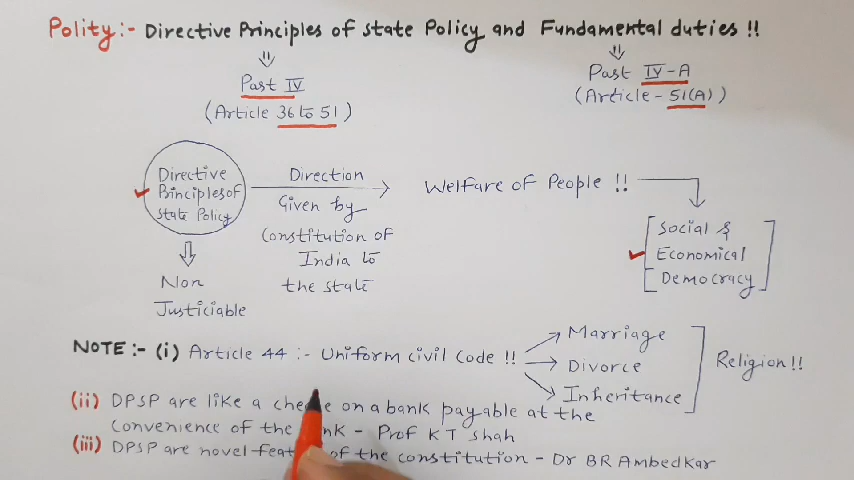 Polity:- Directive Principles of state Policy and Fundamental duties !!
Part IV
(Article 36 to 51)
Part IV-A
(Article - 51(A))
Directive
Principles of
state Policy
Direction
Given by
constitution of
India to
the state
Welfare of People !!
Social &
Economical
Democracy
Non
Justiciable
NOTE:- (i) Article 44 :- Uniform civil code !!
Marriage
Divorce
Inheritance
Religion!!
(ii) DPSP are like a on a bank payable at the
convenience of the - Prof K T Shah
(iii) DPSP are novel of the constitution - Dr BR Ambedkar